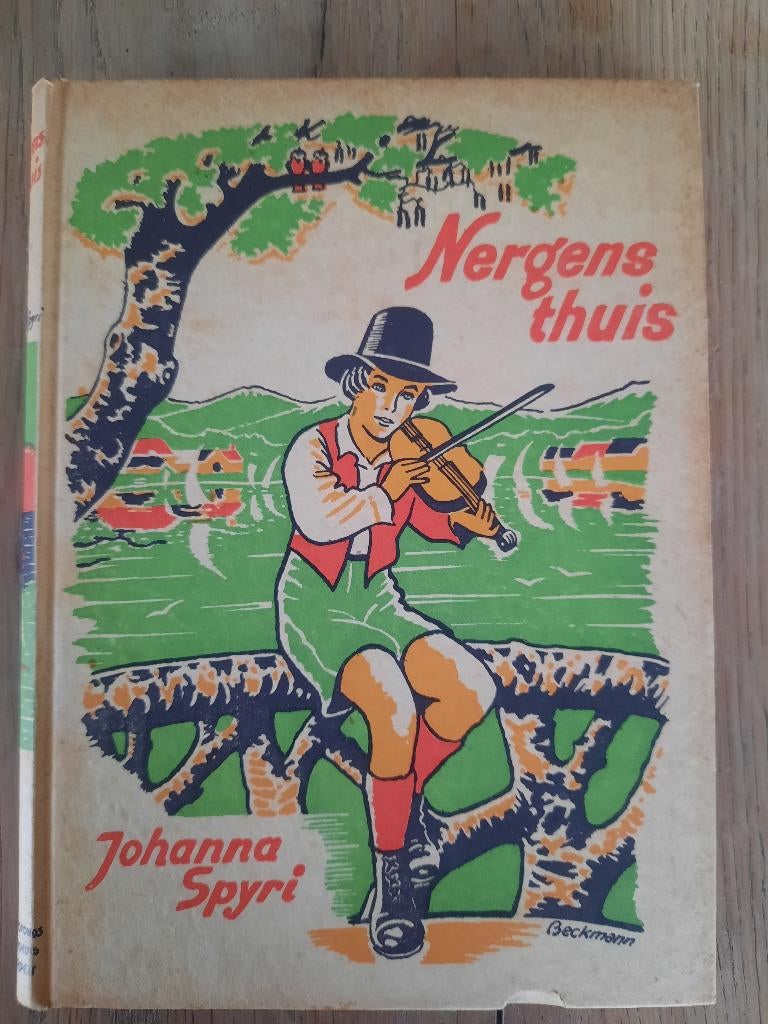 Nergens
thuis
Johanna
Spyri
Beckmann